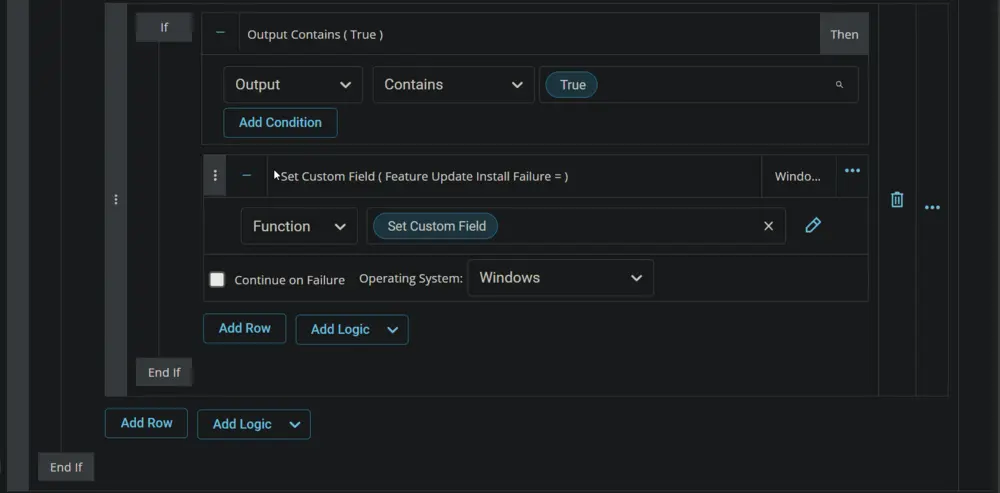 If
Output Contains ( True )
Then
Output
Contains
True
Add Condition
Set Custom Field ( Feature Update Install Failure = )
Windo...
Function
Set Custom Field
Continue on Failure
Operating System:
Windows
Add Row
Add Logic
End If
Add Row
Add Logic
End If